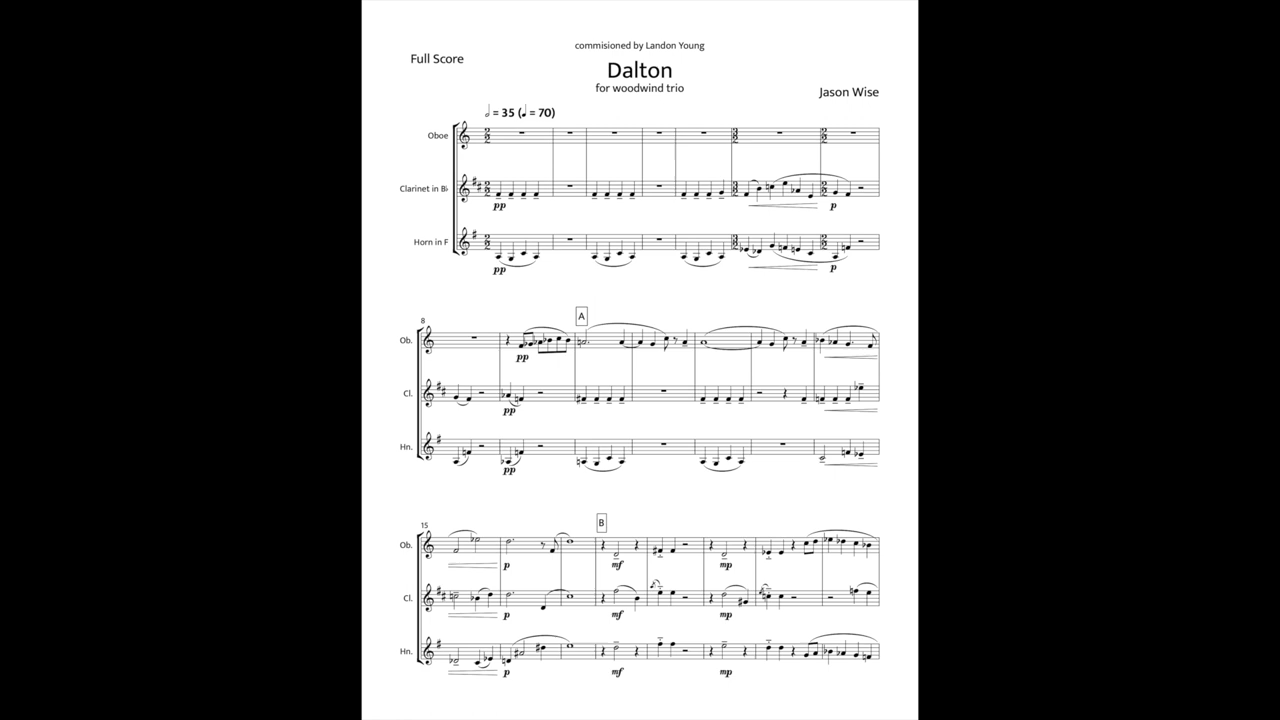 commisioned by Landon Young
Full Score
Dalton
for woodwind trio
Jason Wise
𝅗𝅥 = 35 (♩ = 70)
Oboe
Clarinet in B♭
pp
p
Horn in F
pp
p
8
A
Ob.
pp
Cl.
pp
Hn.
pp
15
B
Ob.
p
mf
mp
Cl.
p
mf
mp
Hn.
p
mf
mp